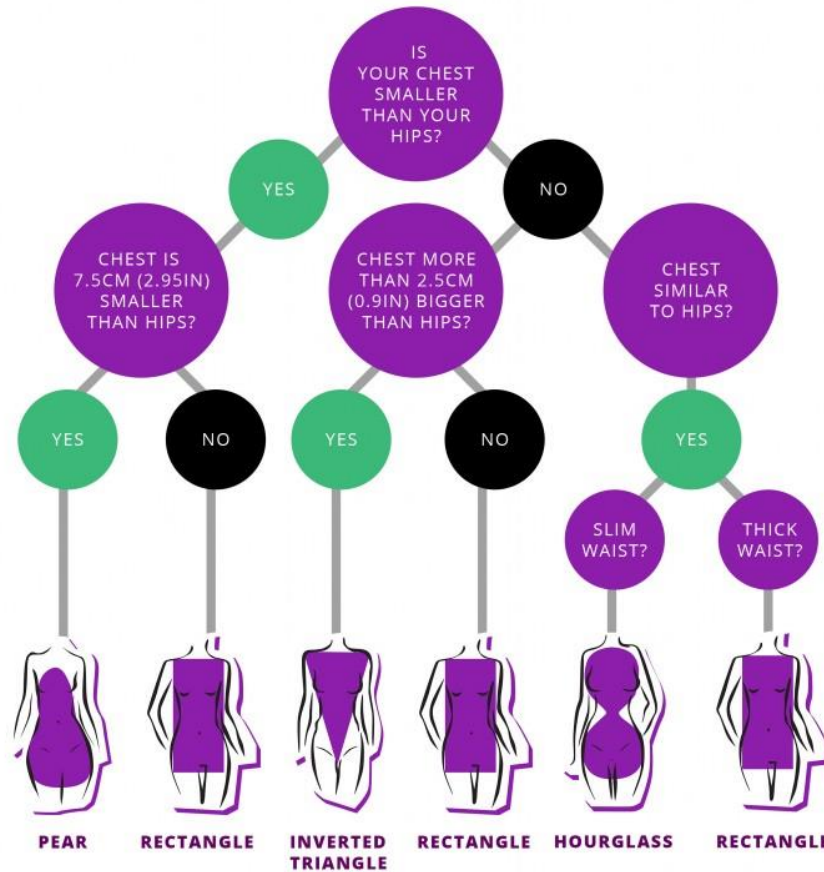 IS
YOUR CHEST
SMALLER
THAN YOUR
HIPS?
YES
NO
CHEST IS
7.5CM (2.95IN)
SMALLER
THAN HIPS?
CHEST MORE
THAN 2.5CM
(0.9IN) BIGGER
THAN HIPS?
CHEST
SIMILAR
TO HIPS?
YES
NO
YES
NO
YES
SLIM
WAIST?
THICK
WAIST?
PEAR
RECTANGLE
INVERTED
TRIANGLE
RECTANGLE
HOURGLASS
RECTANGLE